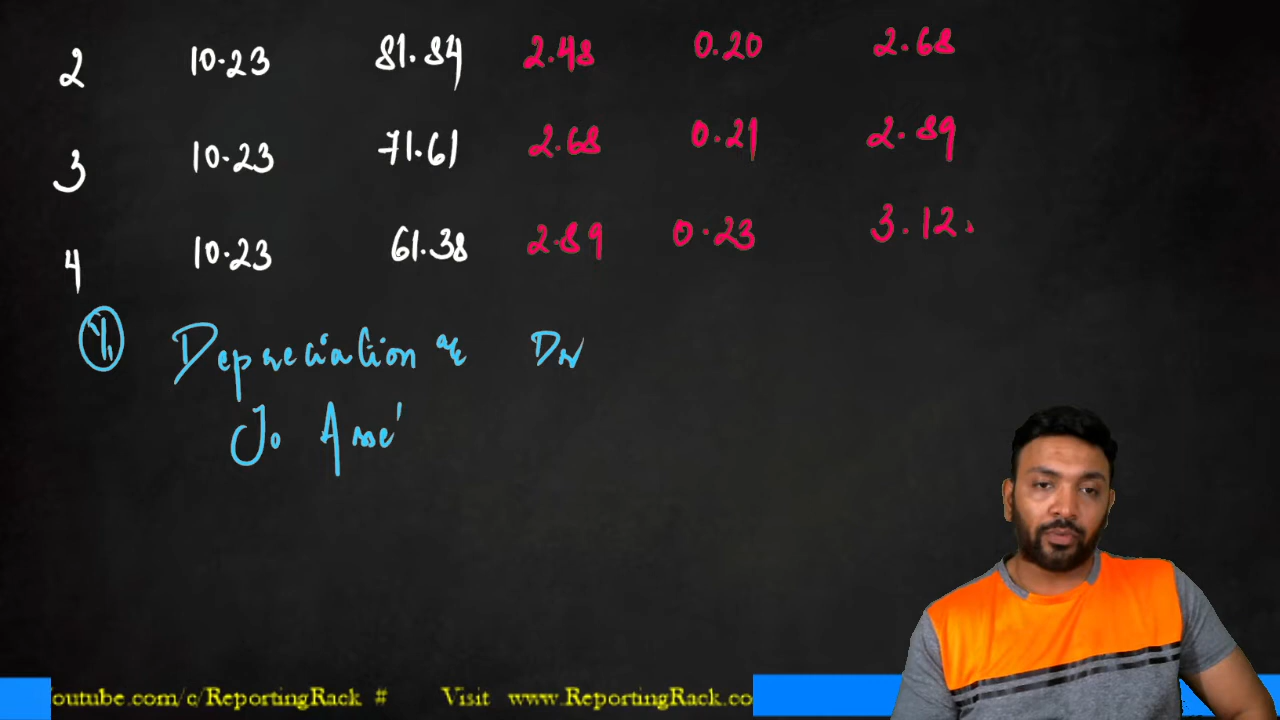 2 10.23 81.84 2.48 0.20 2.68
3 10.23 71.61 2.68 0.21 2.89
4 10.23 61.38 2.89 0.23 3.12
Depreciation a/c Dr
To Asse
outube.com/c/ReportingRack # Visit www.ReportingRack.co